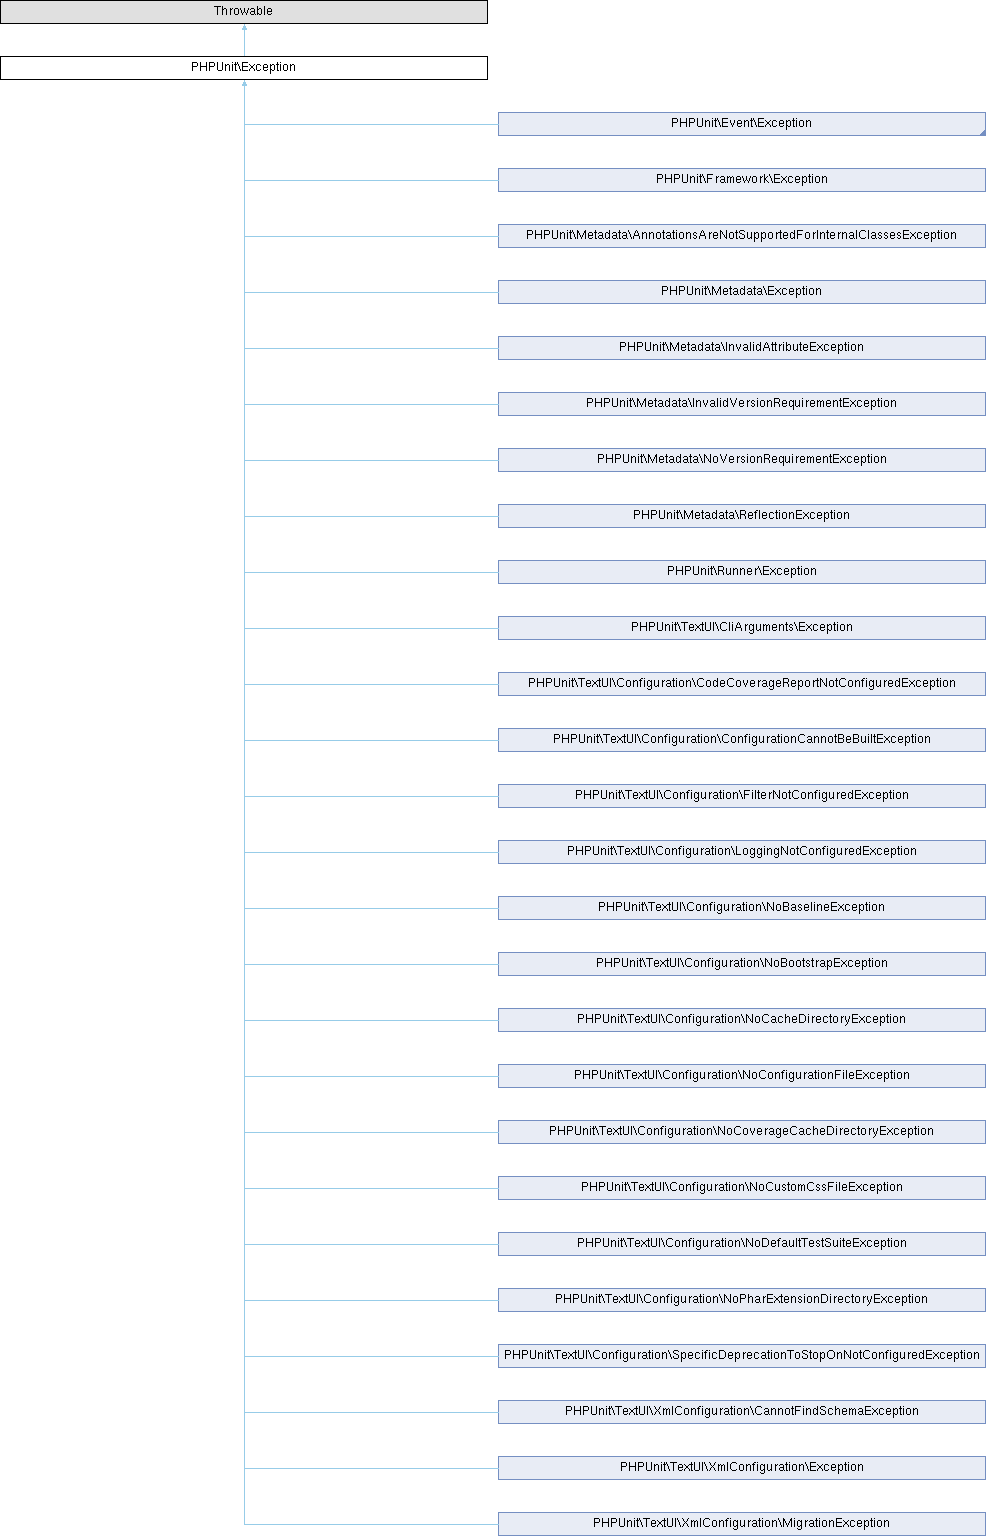 Throwable
PHPUnit\Exception
PHPUnit\Event\Exception
PHPUnit\Framework\Exception
PHPUnit\Metadata\AnnotationsAreNotSupportedForInternalClassesException
PHPUnit\Metadata\Exception
PHPUnit\Metadata\InvalidAttributeException
PHPUnit\Metadata\InvalidVersionRequirementException
PHPUnit\Metadata\NoVersionRequirementException
PHPUnit\Metadata\ReflectionException
PHPUnit\Runner\Exception
PHPUnit\TextUI\CliArguments\Exception
PHPUnit\TextUI\Configuration\CodeCoverageReportNotConfiguredException
PHPUnit\TextUI\Configuration\ConfigurationCannotBeBuiltException
PHPUnit\TextUI\Configuration\FilterNotConfiguredException
PHPUnit\TextUI\Configuration\LoggingNotConfiguredException
PHPUnit\TextUI\Configuration\NoBaselineException
PHPUnit\TextUI\Configuration\NoBootstrapException
PHPUnit\TextUI\Configuration\NoCacheDirectoryException
PHPUnit\TextUI\Configuration\NoConfigurationFileException
PHPUnit\TextUI\Configuration\NoCoverageCacheDirectoryException
PHPUnit\TextUI\Configuration\NoCustomCssFileException
PHPUnit\TextUI\Configuration\NoDefaultTestSuiteException
PHPUnit\TextUI\Configuration\NoPharExtensionDirectoryException
PHPUnit\TextUI\Configuration\SpecificDeprecationToStopOnNotConfiguredException
PHPUnit\TextUI\XmlConfiguration\CannotFindSchemaException
PHPUnit\TextUI\XmlConfiguration\Exception
PHPUnit\TextUI\XmlConfiguration\MigrationException